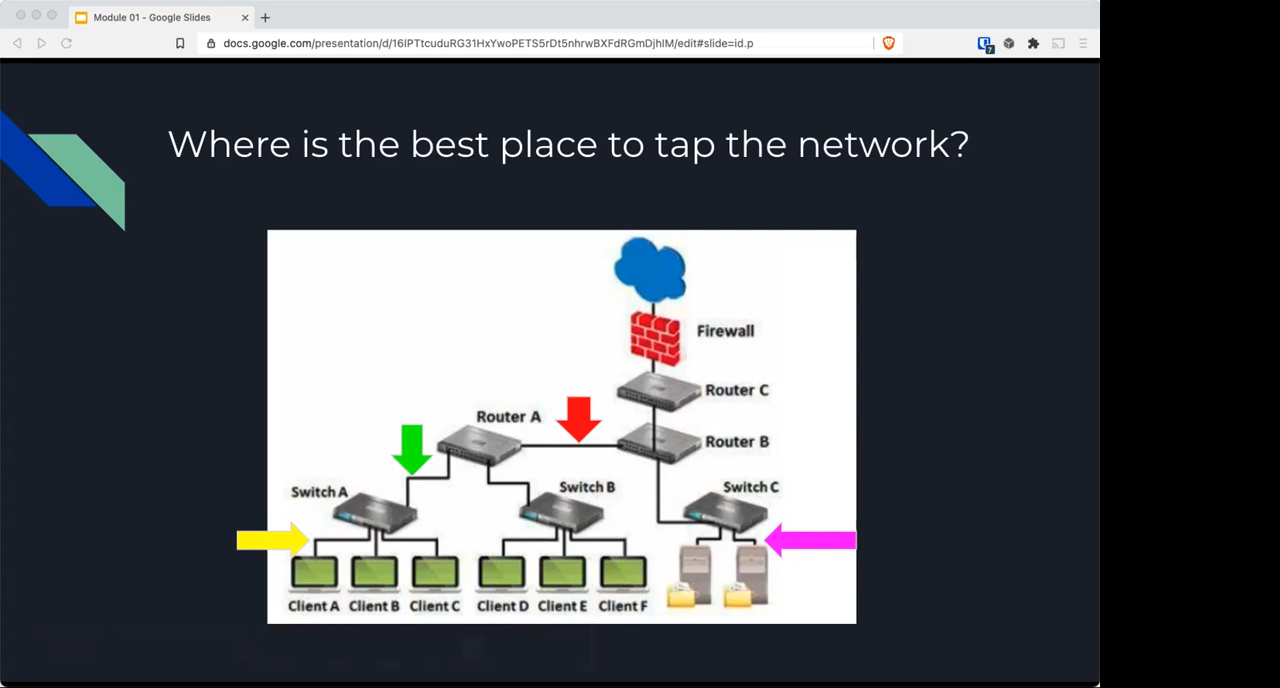 Module 01 - Google Slides
docs.google.com/presentation/d/16lPTtcuduRG31HxYwoPETS5rDt5nhrwBXFdRGmDjhIM/edit#slide=id.p
7
Where is the best place to tap the network?
Firewall
Router C
Router A
Router B
Switch A
Switch B
Switch C
Client A Client B Client C Client D Client E Client F